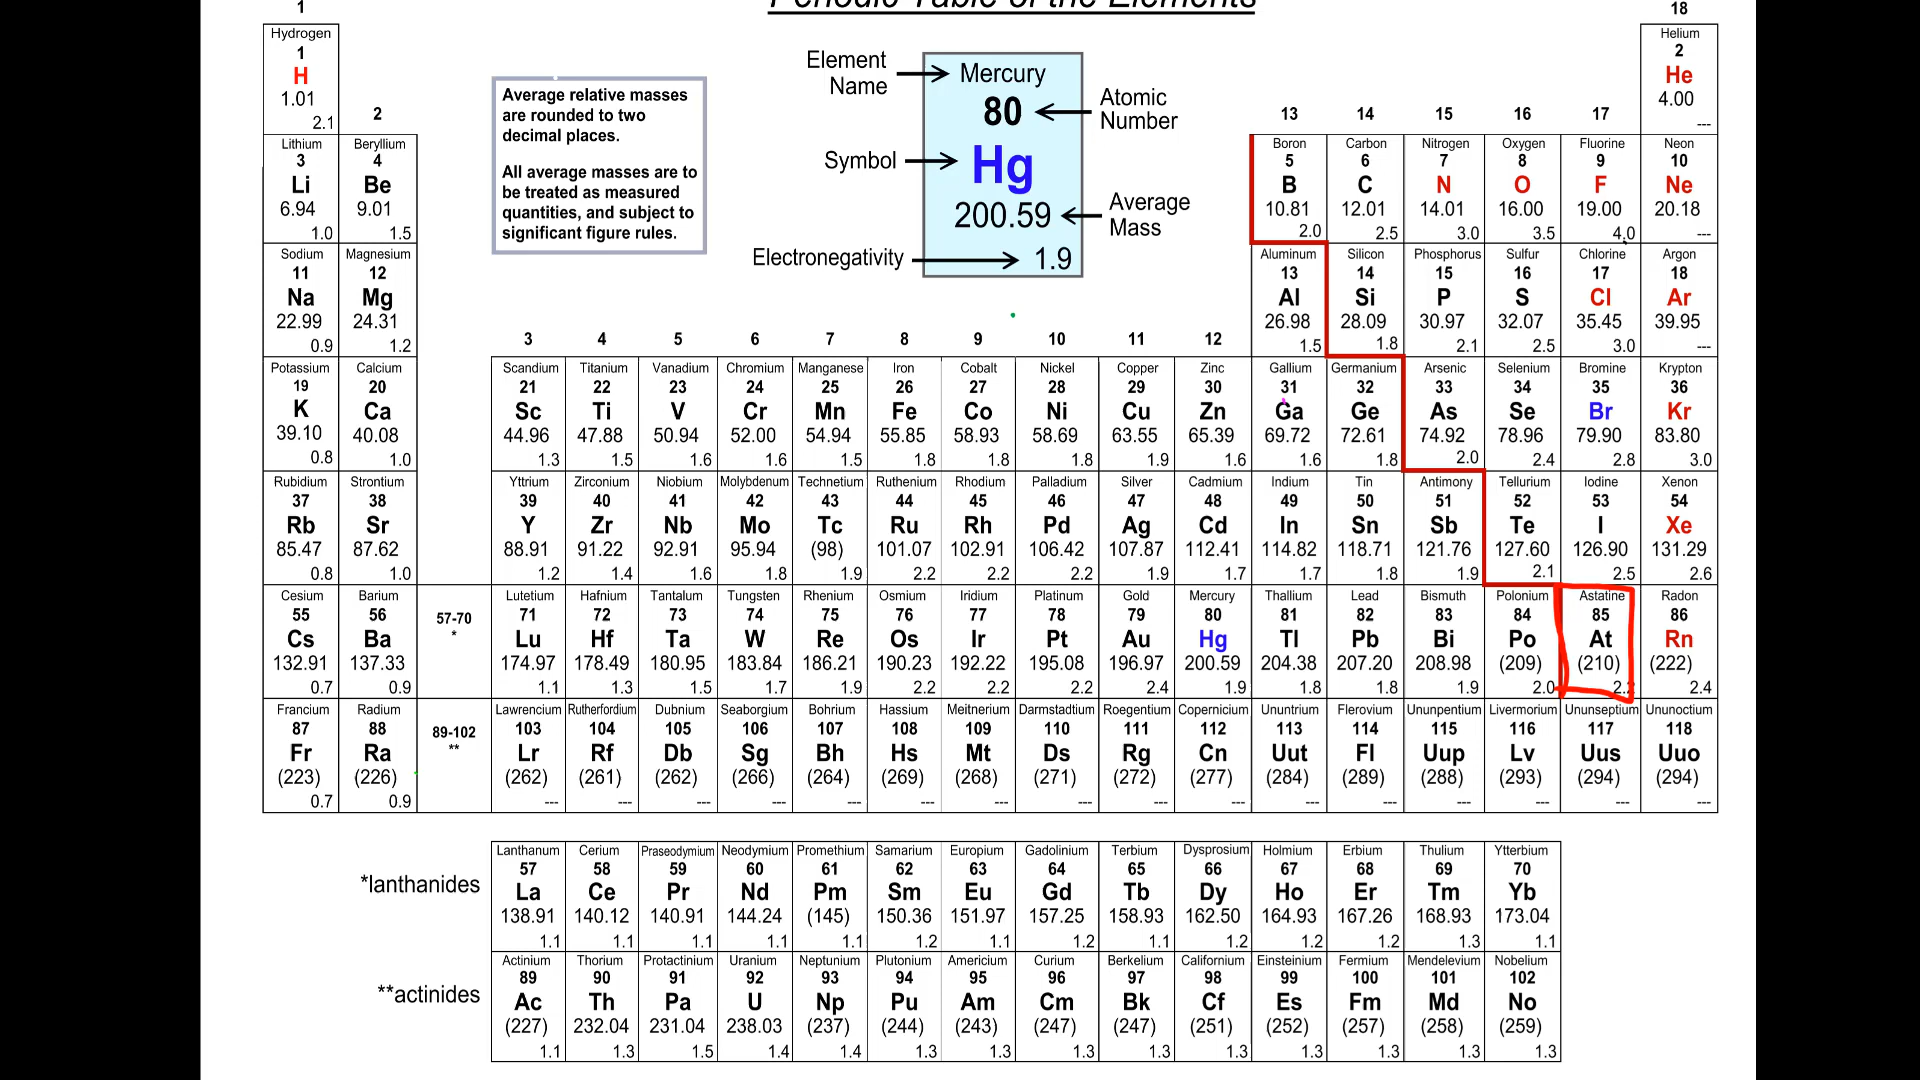 Periodic Table of the Elements
1 18
Hydrogen
1
H
1.01
2.1
Helium
2
He
4.00
---
Average relative masses
are rounded to two
decimal places.
All average masses are to
be treated as measured
quantities, and subject to
significant figure rules.
Element
Name
Mercury
80
Atomic
Number
Symbol
Hg
200.59
Average
Mass
Electronegativity
1.9
2 13 14 15 16 17
Lithium Beryllium Boron Carbon Nitrogen Oxygen Fluorine Neon
3 4 5 6 7 8 9 10
Li Be B C N O F Ne
6.94 9.01 10.81 12.01 14.01 16.00 19.00 20.18
1.0 1.5 2.0 2.5 3.0 3.5 4.0 ---
Sodium Magnesium Aluminum Silicon Phosphorus Sulfur Chlorine Argon
11 12 13 14 15 16 17 18
Na Mg Al Si P S Cl Ar
22.99 24.31 26.98 28.09 30.97 32.07 35.45 39.95
0.9 1.2 1.5 1.8 2.1 2.5 3.0 ---
3 4 5 6 7 8 9 10 11 12
Potassium Calcium Scandium Titanium Vanadium Chromium Manganese Iron Cobalt Nickel Copper Zinc Gallium Germanium Arsenic Selenium Bromine Krypton
19 20 21 22 23 24 25 26 27 28 29 30 31 32 33 34 35 36
K Ca Sc Ti V Cr Mn Fe Co Ni Cu Zn Ga Ge As Se Br Kr
39.10 40.08 44.96 47.88 50.94 52.00 54.94 55.85 58.93 58.69 63.55 65.39 69.72 72.61 74.92 78.96 79.90 83.80
0.8 1.0 1.3 1.5 1.6 1.6 1.5 1.8 1.8 1.8 1.9 1.6 1.6 1.8 2.0 2.4 2.8 3.0
Rubidium Strontium Yttrium Zirconium Niobium Molybdenum Technetium Ruthenium Rhodium Palladium Silver Cadmium Indium Tin Antimony Tellurium Iodine Xenon
37 38 39 40 41 42 43 44 45 46 47 48 49 50 51 52 53 54
Rb Sr Y Zr Nb Mo Tc Ru Rh Pd Ag Cd In Sn Sb Te I Xe
85.47 87.62 88.91 91.22 92.91 95.94 (98) 101.07 102.91 106.42 107.87 112.41 114.82 118.71 121.76 127.60 126.90 131.29
0.8 1.0 1.2 1.4 1.6 1.8 1.9 2.2 2.2 2.2 1.9 1.7 1.7 1.8 1.9 2.1 2.5 2.6
Cesium Barium Lutetium Hafnium Tantalum Tungsten Rhenium Osmium Iridium Platinum Gold Mercury Thallium Lead Bismuth Polonium Astatine Radon
55 56 57-70 71 72 73 74 75 76 77 78 79 80 81 82 83 84 85 86
Cs Ba * Lu Hf Ta W Re Os Ir Pt Au Hg Tl Pb Bi Po At Rn
132.91 137.33 174.97 178.49 180.95 183.84 186.21 190.23 192.22 195.08 196.97 200.59 204.38 207.20 208.98 (209) (210) (222)
0.7 0.9 1.1 1.3 1.5 1.7 1.9 2.2 2.2 2.2 2.4 1.9 1.8 1.8 1.9 2.0 2.4
Francium Radium Lawrencium Rutherfordium Dubnium Seaborgium Bohrium Hassium Meitnerium Darmstadtium Roegentium Copernicium Ununtrium Flerovium Ununpentium Livermorium Ununseptium Ununoctium
87 88 89-102 103 104 105 106 107 108 109 110 111 112 113 114 115 116 117 118
Fr Ra ** Lr Rf Db Sg Bh Hs Mt Ds Rg Cn Uut Fl Uup Lv Uus Uuo
(223) (226) (262) (261) (262) (266) (264) (269) (268) (271) (272) (277) (284) (289) (288) (293) (294) (294)
0.7 0.9 --- --- --- --- --- --- --- --- --- --- --- --- --- --- --- ---
Lanthanum Cerium Praseodymium Neodymium Promethium Samarium Europium Gadolinium Terbium Dysprosium Holmium Erbium Thulium Ytterbium
57 58 59 60 61 62 63 64 65 66 67 68 69 70
*lanthanides La Ce Pr Nd Pm Sm Eu Gd Tb Dy Ho Er Tm Yb
138.91 140.12 140.91 144.24 (145) 150.36 151.97 157.25 158.93 162.50 164.93 167.26 168.93 173.04
1.1 1.1 1.1 1.1 1.1 1.2 1.1 1.2 1.1 1.2 1.2 1.2 1.3 1.1
Actinium Thorium Protactinium Uranium Neptunium Plutonium Americium Curium Berkelium Californium Einsteinium Fermium Mendelevium Nobelium
89 90 91 92 93 94 95 96 97 98 99 100 101 102
**actinides Ac Th Pa U Np Pu Am Cm Bk Cf Es Fm Md No
(227) 232.04 231.04 238.03 (237) (244) (243) (247) (247) (251) (252) (257) (258) (259)
1.1 1.3 1.5 1.4 1.4 1.3 1.3 1.3 1.3 1.3 1.3 1.3 1.3 1.3